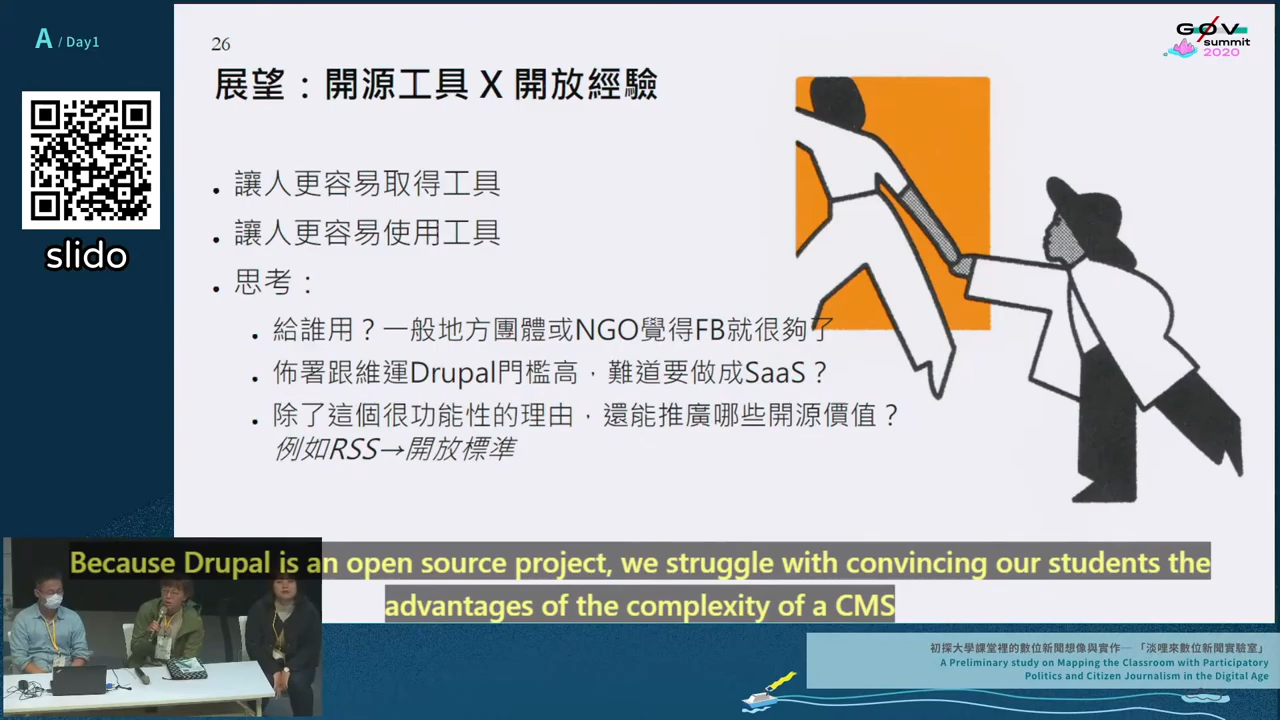 A / Day1
slido
26
展望：開源工具 X 開放經驗
• 讓人更容易取得工具
• 讓人更容易使用工具
• 思考：
• 給誰用？一般地方團體或NGO覺得FB就很夠了
• 佈署跟維運Drupal門檻高，難道要做成SaaS？
• 除了這個很功能性的理由，還能推廣哪些開源價值？
例如RSS→開放標準
GØV
summit
2020
Because Drupal is an open source project, we struggle with convincing our students the
advantages of the complexity of a CMS
初探大學課堂裡的數位新聞想像與實作─ 「淡哩來數位新聞實驗室」
A Preliminary study on Mapping the Classroom with Participatory
Politics and Citizen Journalism in the Digital Age